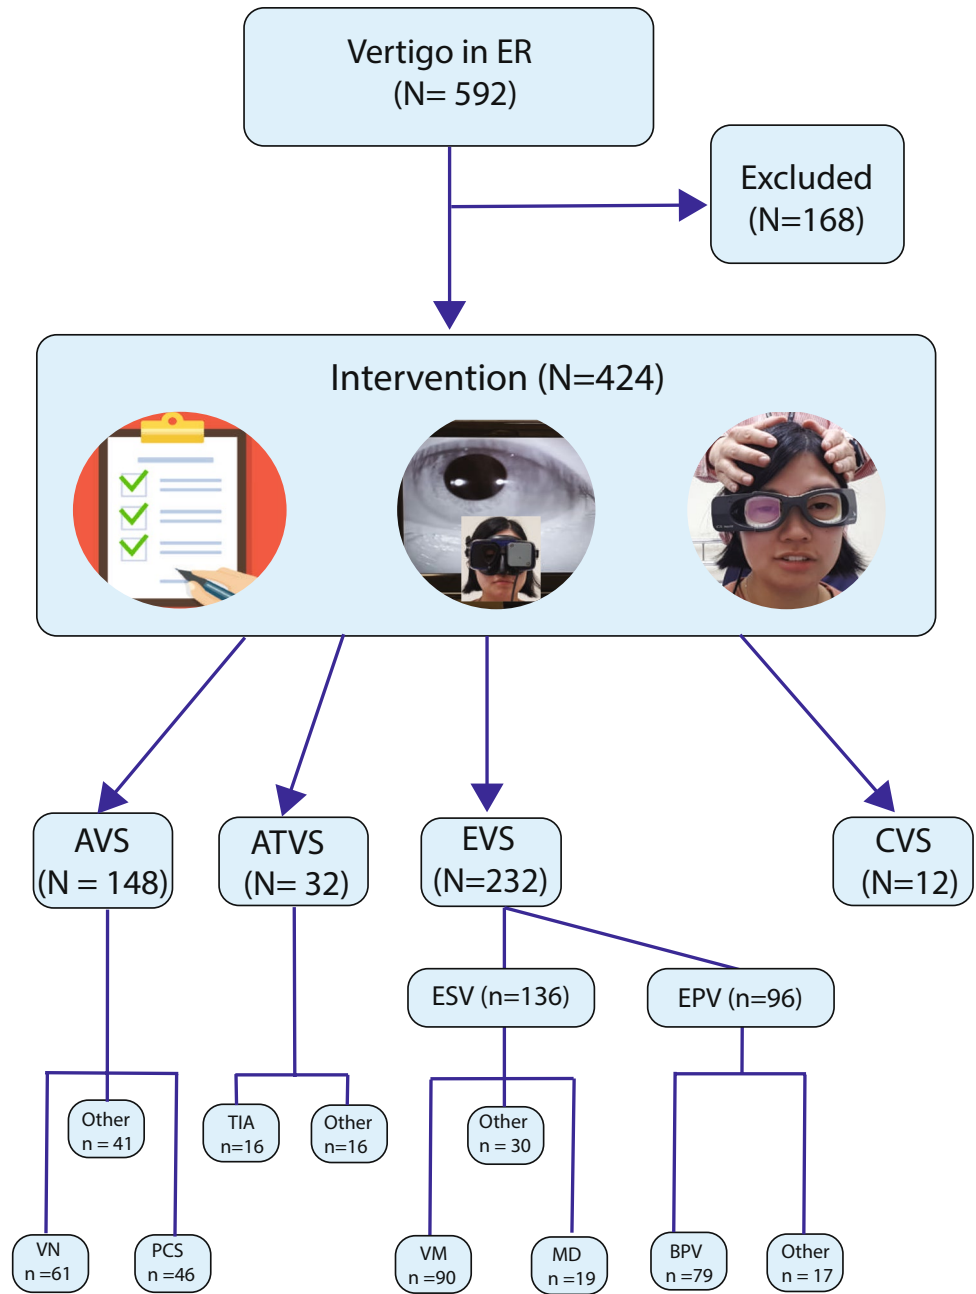 Vertigo in ER
(N= 592)
Excluded
(N=168)
Intervention (N=424)
AVS
(N = 148)
ATVS
(N= 32)
EVS
(N=232)
CVS
(N=12)
ESV (n=136)
EPV (n=96)
Other
n = 41
TIA
n=16
Other
n=16
Other
n = 30
VN
n =61
PCS
n =46
VM
n =90
MD
n =19
BPV
n =79
Other
n = 17